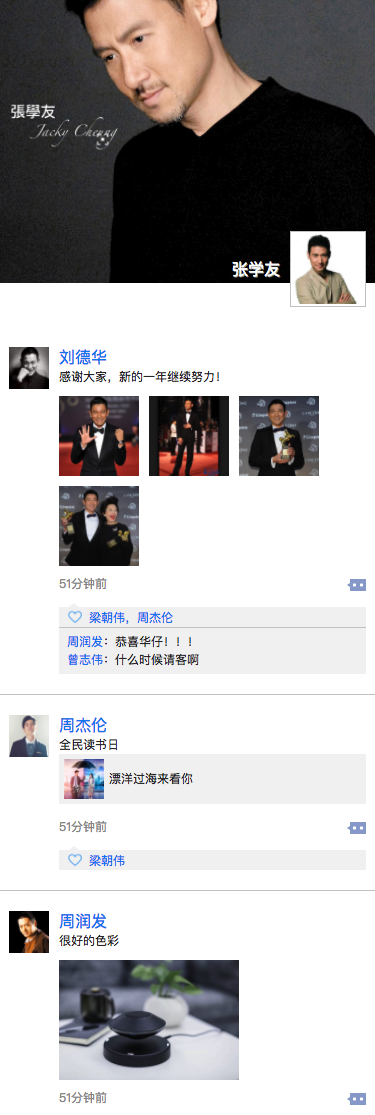 張學友
Jacky Cheung
张学友
刘德华
感谢大家，新的一年继续努力！
51分钟前
梁朝伟，周杰伦
周润发：恭喜华仔！！！
曾志伟：什么时候请客啊
周杰伦
全民读书日
漂洋过海来看你
51分钟前
梁朝伟
周润发
很好的色彩
51分钟前